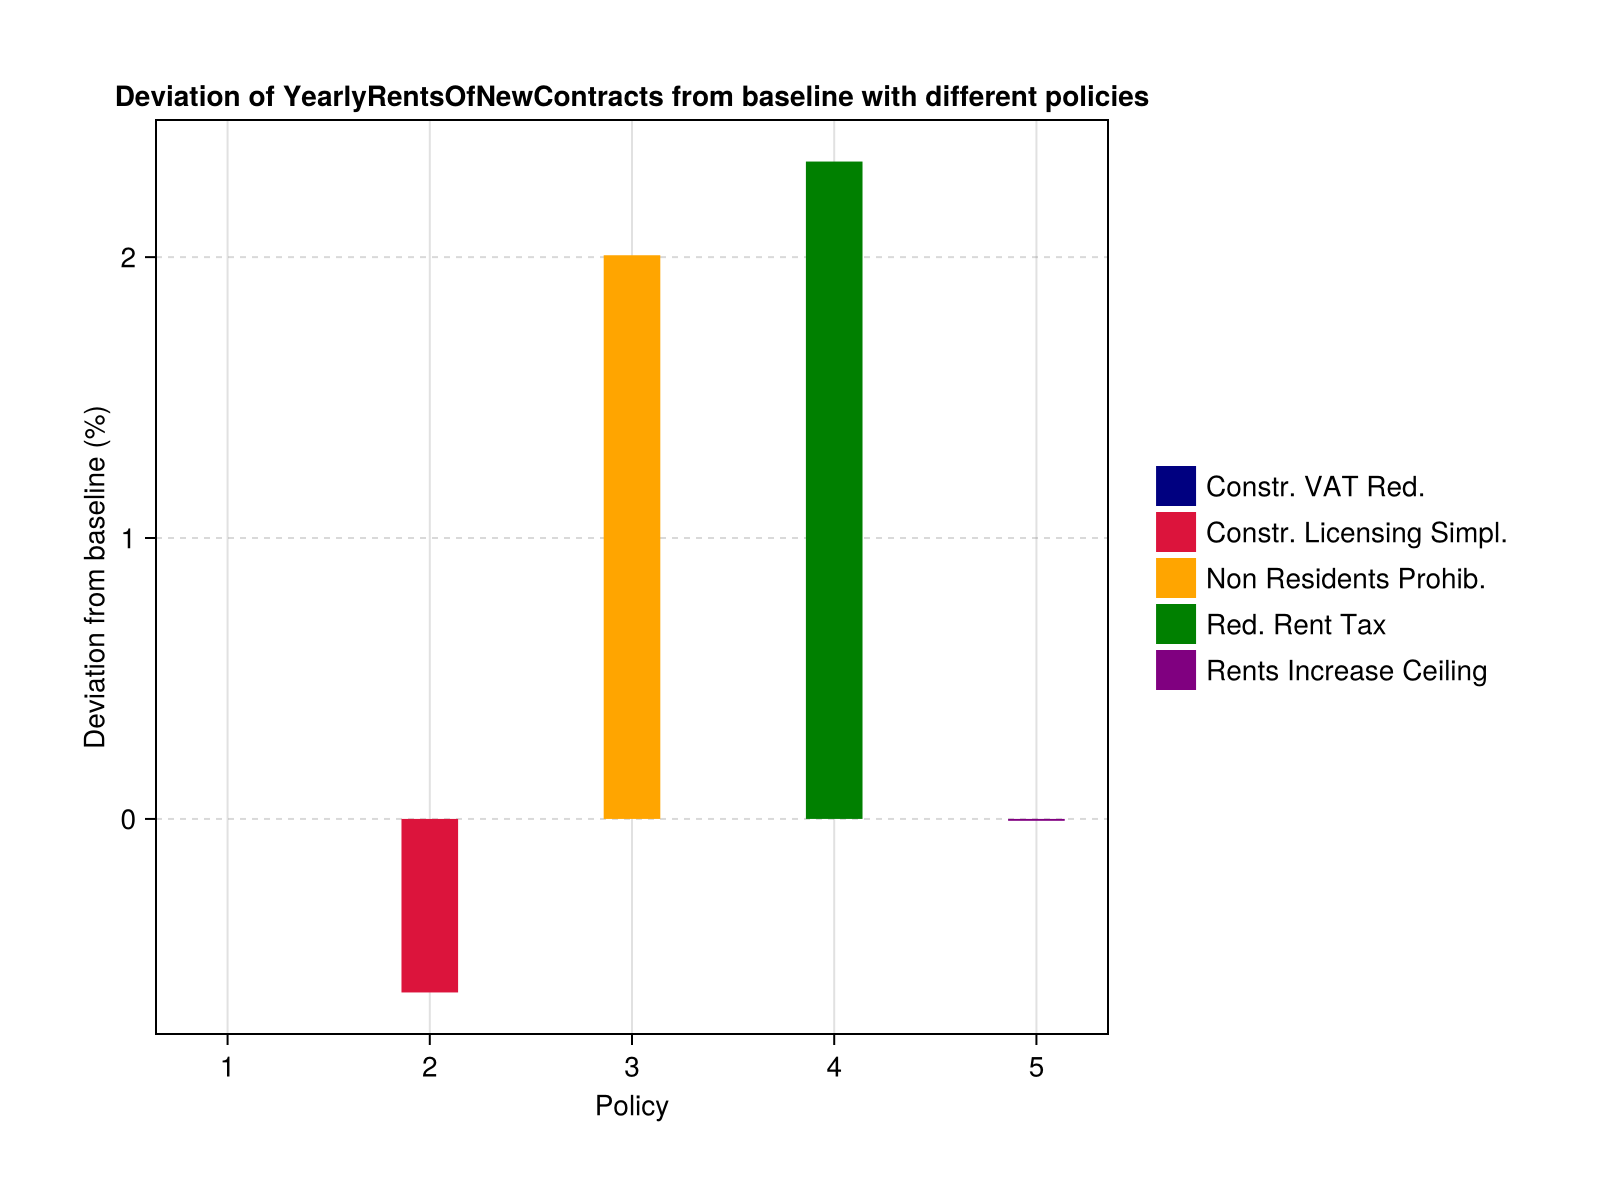 Deviation of YearlyRentsOfNewContracts from baseline with different policies
Deviation from baseline (%)
2
1
0
1
2
3
4
5
Policy
Constr. VAT Red.
Constr. Licensing Simpl.
Non Residents Prohib.
Red. Rent Tax
Rents Increase Ceiling